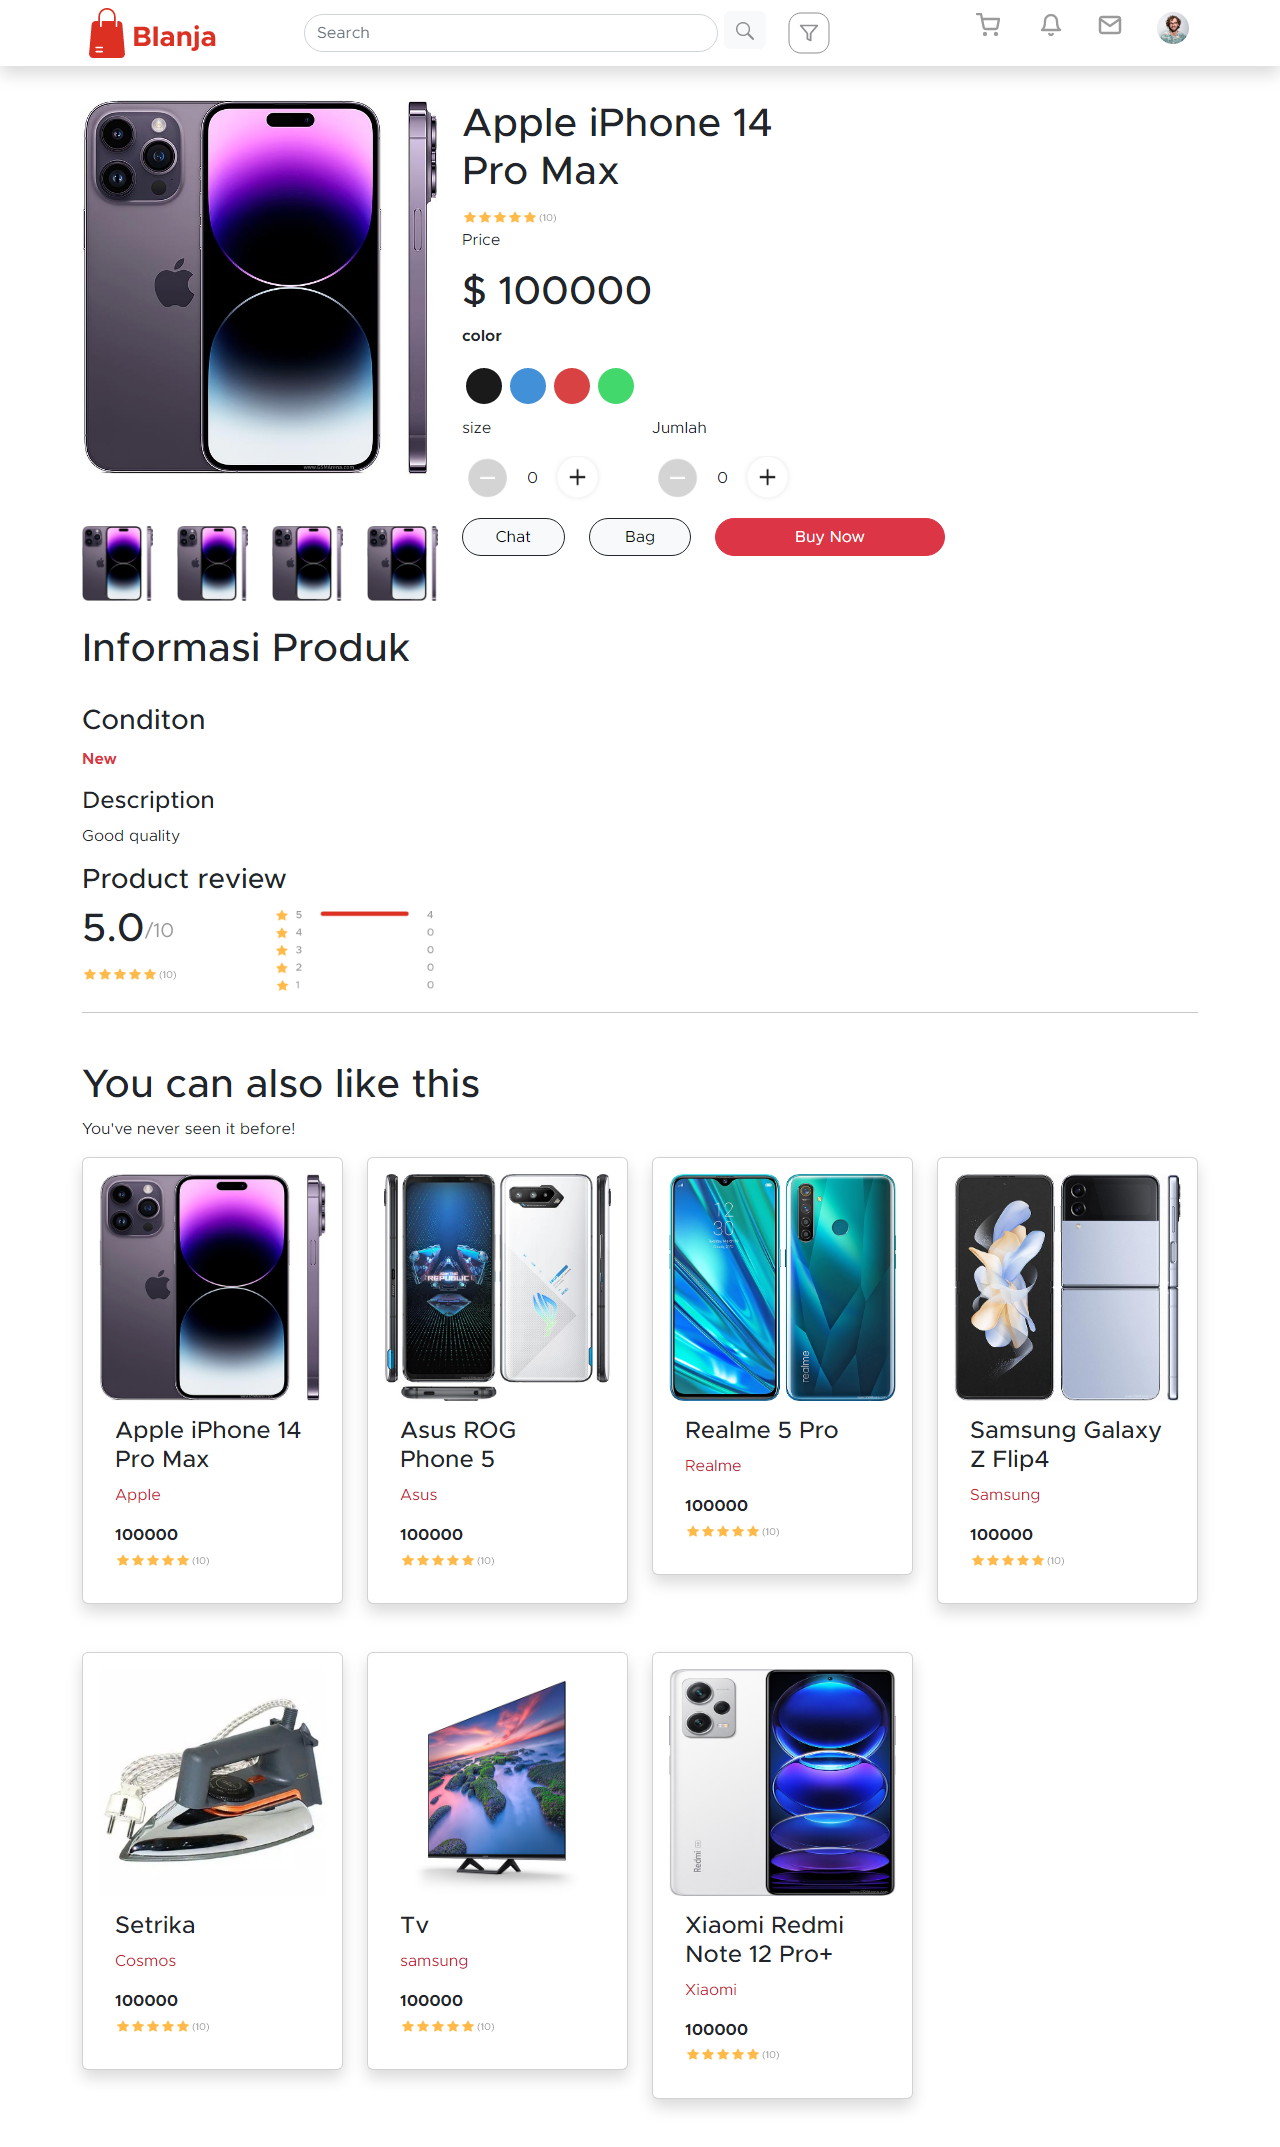 Blanja
Search
Apple iPhone 14
Pro Max
(10)
Price
$ 100000
color
size
Jumlah
0
0
Chat
Bag
Buy Now
Informasi Produk
Conditon
New
Description
Good quality
Product review
5.0/10
(10)
5 4
4 0
3 0
2 0
1 0
You can also like this
You've never seen it before!
Apple iPhone 14
Pro Max
Apple
100000
(10)
Asus ROG
Phone 5
Asus
100000
(10)
realme
Realme 5 Pro
Realme
100000
(10)
Samsung Galaxy
Z Flip4
Samsung
100000
(10)
Setrika
Cosmos
100000
(10)
Tv
samsung
100000
(10)
Redmi
Xiaomi Redmi
Note 12 Pro+
Xiaomi
100000
(10)